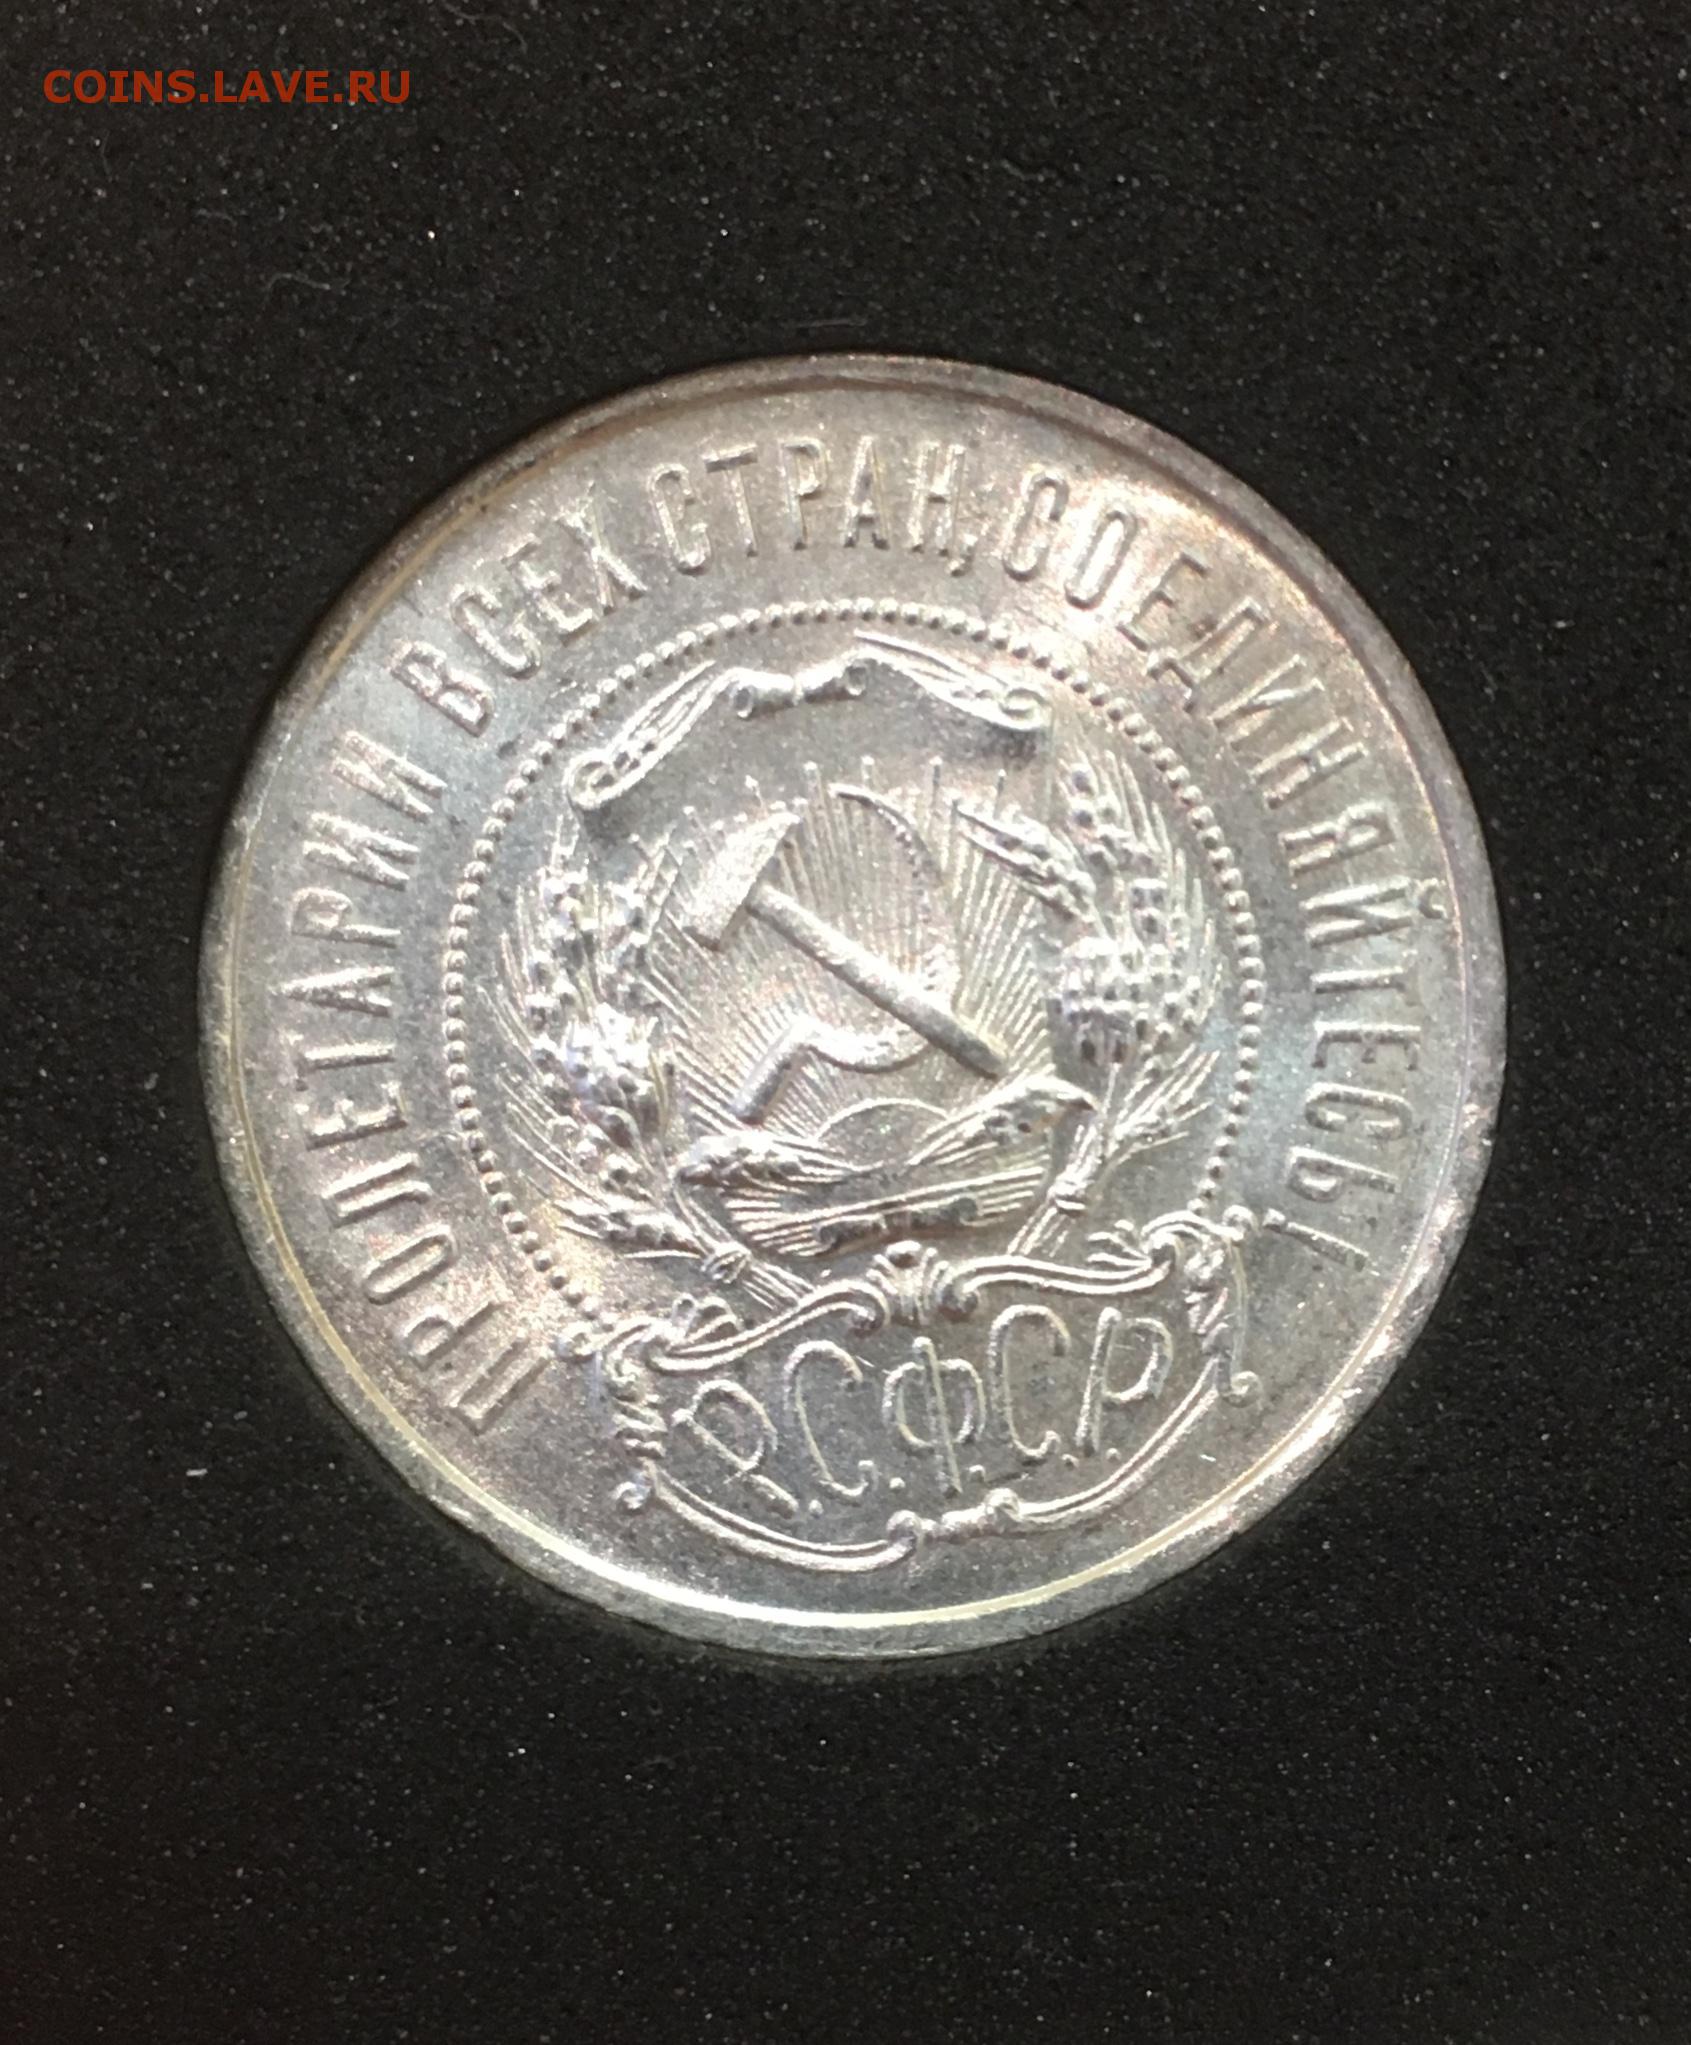 COINS.LAVE.RU
ПРОЛЕТАРИИ ВСЕХ СТРАН, СОЕДИНЯЙТЕСЬ!
Р.С.Ф.С.Р.